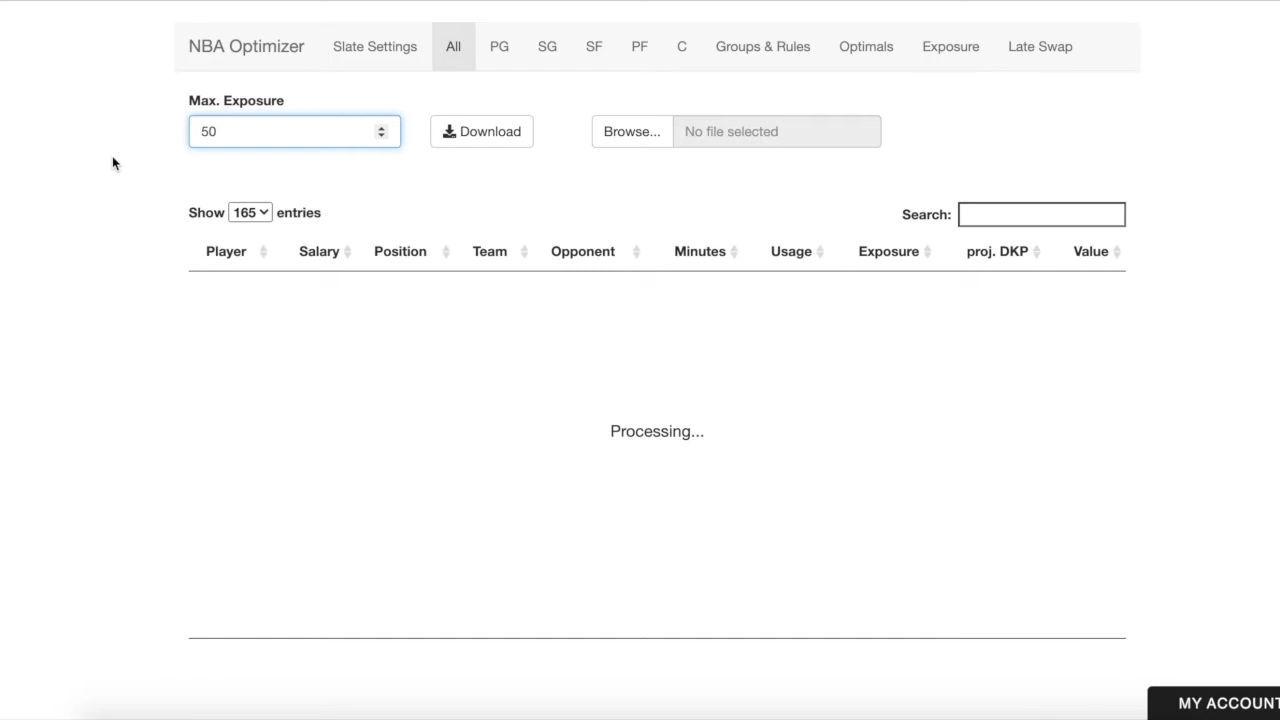 NBA Optimizer Slate Settings All PG SG SF PF C Groups & Rules Optimals Exposure Late Swap
Max. Exposure
50 Download Browse... No file selected
Show 165 entries Search:
Player Salary Position Team Opponent Minutes Usage Exposure proj. DKP Value
Processing...
MY ACCOUNT